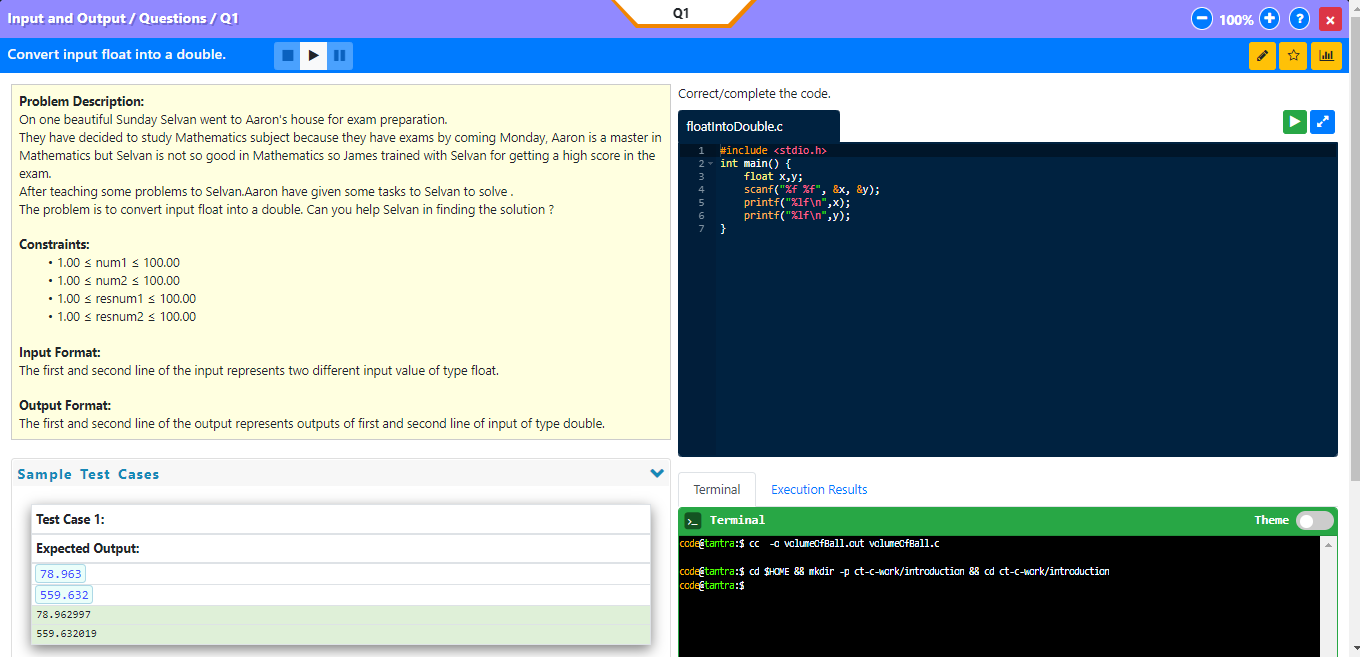 Input and Output / Questions / Q1
Q1
100%
?
Convert input float into a double.
Problem Description:
On one beautiful Sunday Selvan went to Aaron's house for exam preparation.
They have decided to study Mathematics subject because they have exams by coming Monday, Aaron is a master in
Mathematics but Selvan is not so good in Mathematics so James trained with Selvan for getting a high score in the
exam.
After teaching some problems to Selvan.Aaron have given some tasks to Selvan to solve .
The problem is to convert input float into a double. Can you help Selvan in finding the solution ?
Constraints:
• 1.00 ≤ num1 ≤ 100.00
• 1.00 ≤ num2 ≤ 100.00
• 1.00 ≤ resnum1 ≤ 100.00
• 1.00 ≤ resnum2 ≤ 100.00
Input Format:
The first and second line of the input represents two different input value of type float.
Output Format:
The first and second line of the output represents outputs of first and second line of input of type double.
Sample Test Cases
Test Case 1:
Expected Output:
78.963
559.632
78.962997
559.632019
Correct/complete the code.
floatIntoDouble.c
1 #include <stdio.h>
2 int main() {
3 float x,y;
4 scanf("%f %f", &x, &y);
5 printf("%lf\n",x);
6 printf("%lf\n",y);
7 }
Terminal
Execution Results
Terminal
Theme
code@tantra:$ cc -o volumeOfBall.out volumeOfBall.c
code@tantra:$ cd $HOME && mkdir -p ct-c-work/introduction && cd ct-c-work/introduction
code@tantra:$